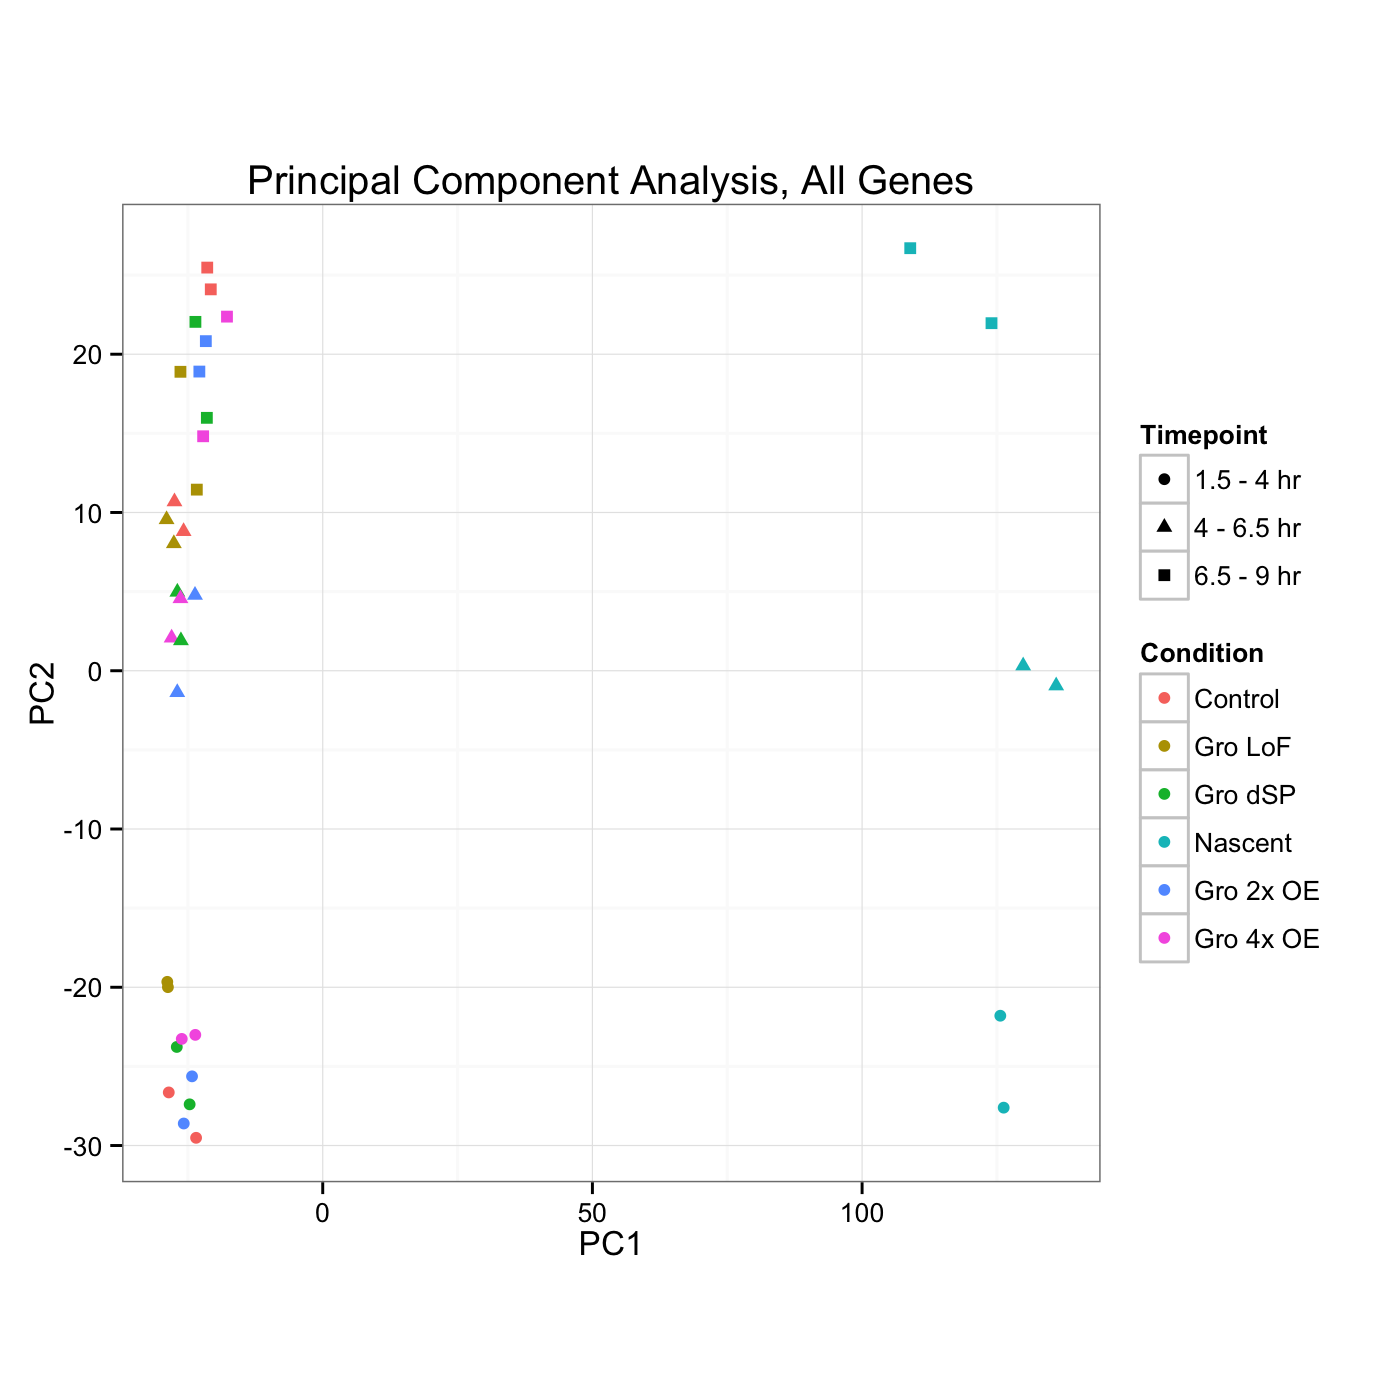 Principal Component Analysis, All Genes
20
10
0
-10
-20
-30
PC2
0
50
100
PC1
Timepoint
1.5 - 4 hr
4 - 6.5 hr
6.5 - 9 hr
Condition
Control
Gro LoF
Gro dSP
Nascent
Gro 2x OE
Gro 4x OE